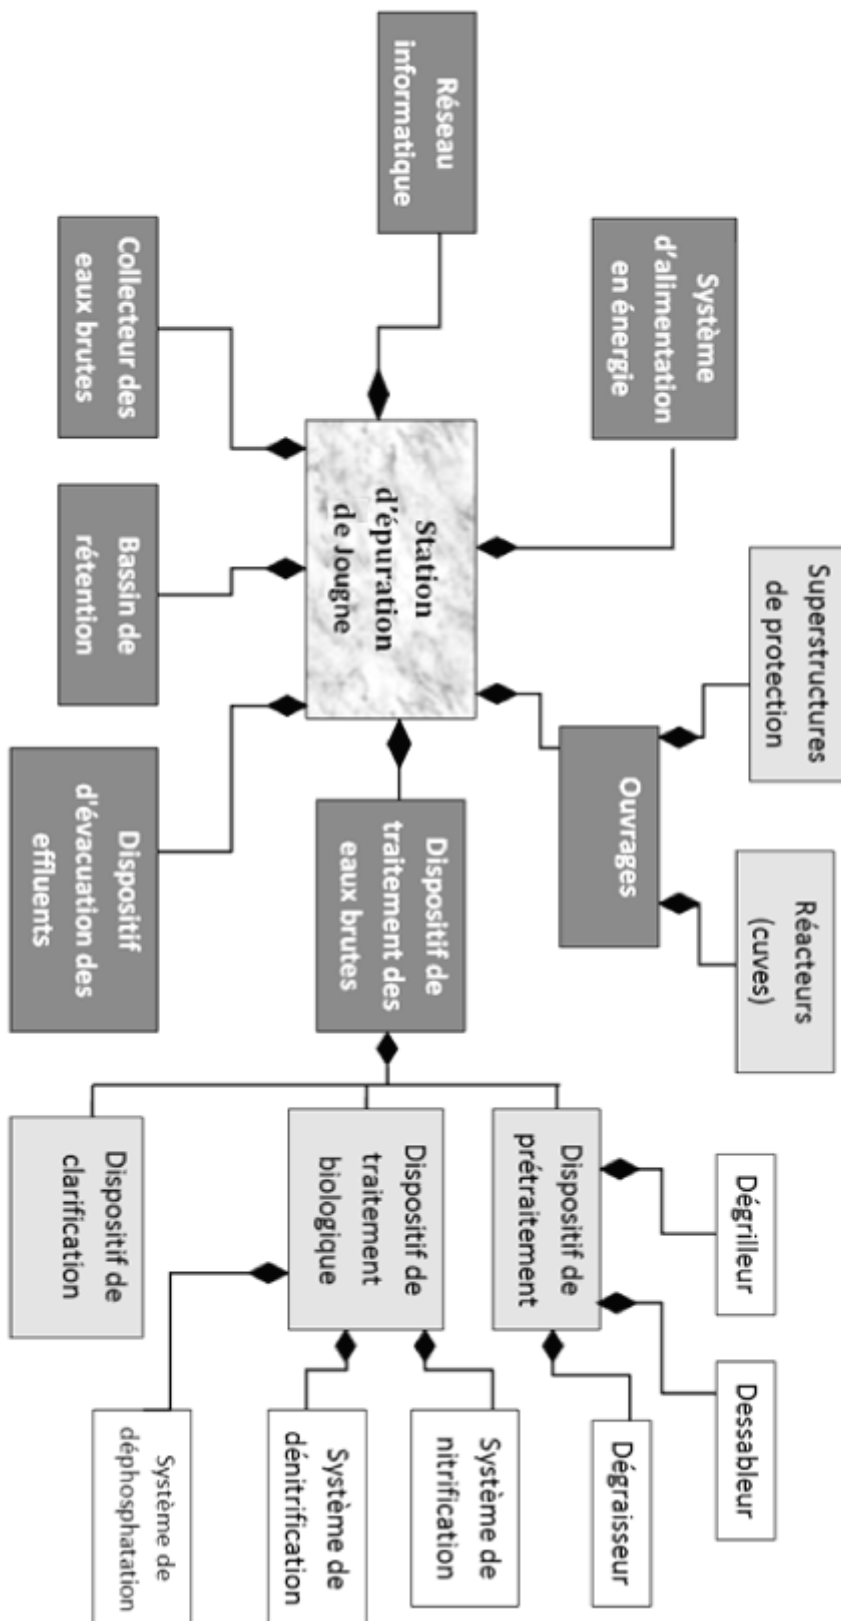 Superstructures
de protection
Réacteurs
(cuves)
Dégrilleur
Dessableur
Système
d'alimentation
en énergie
Ouvrages
Dégraisseur
Réseau
informatique
Station
d'épuration
de Jougne
Dispositif de
traitement des
eaux brutes
Dispositif de
prétraitement
Système de
nitrification
Dispositif de
traitement
biologique
Système de
dénitrification
Collecteur des
eaux brutes
Bassin de
rétention
Dispositif
d'évacuation des
effluents
Dispositif de
clarification
Système de
déphosphatation